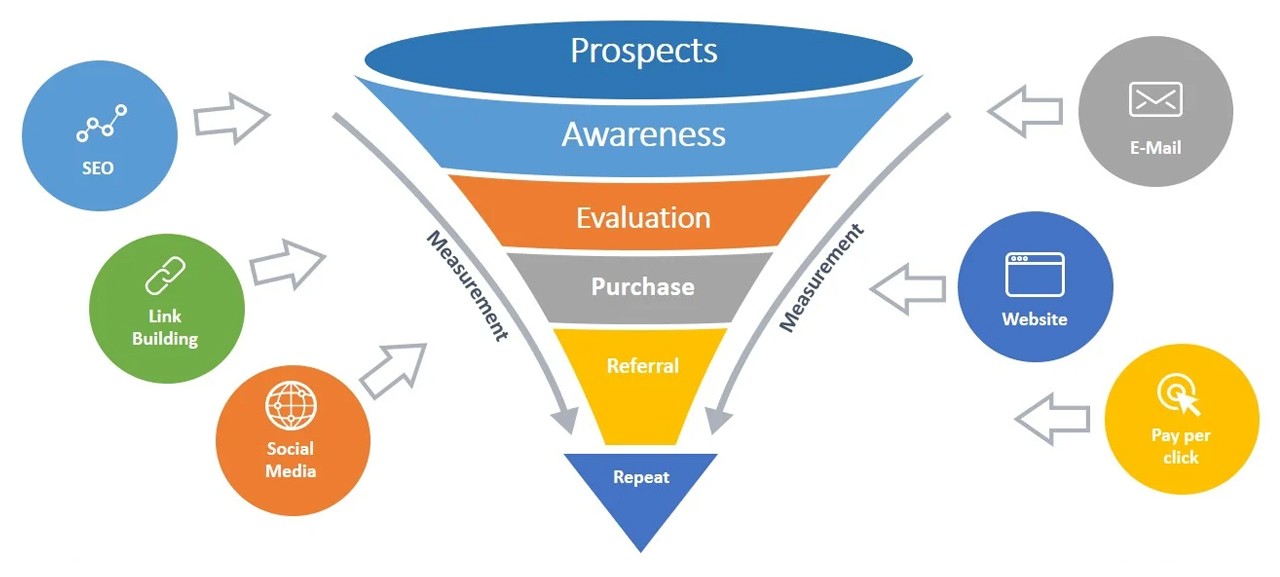 Prospects
Awareness
Evaluation
Purchase
Referral
Repeat
Measurement
Measurement
SEO
Link
Building
Social
Media
E-Mail
Website
Pay per
click